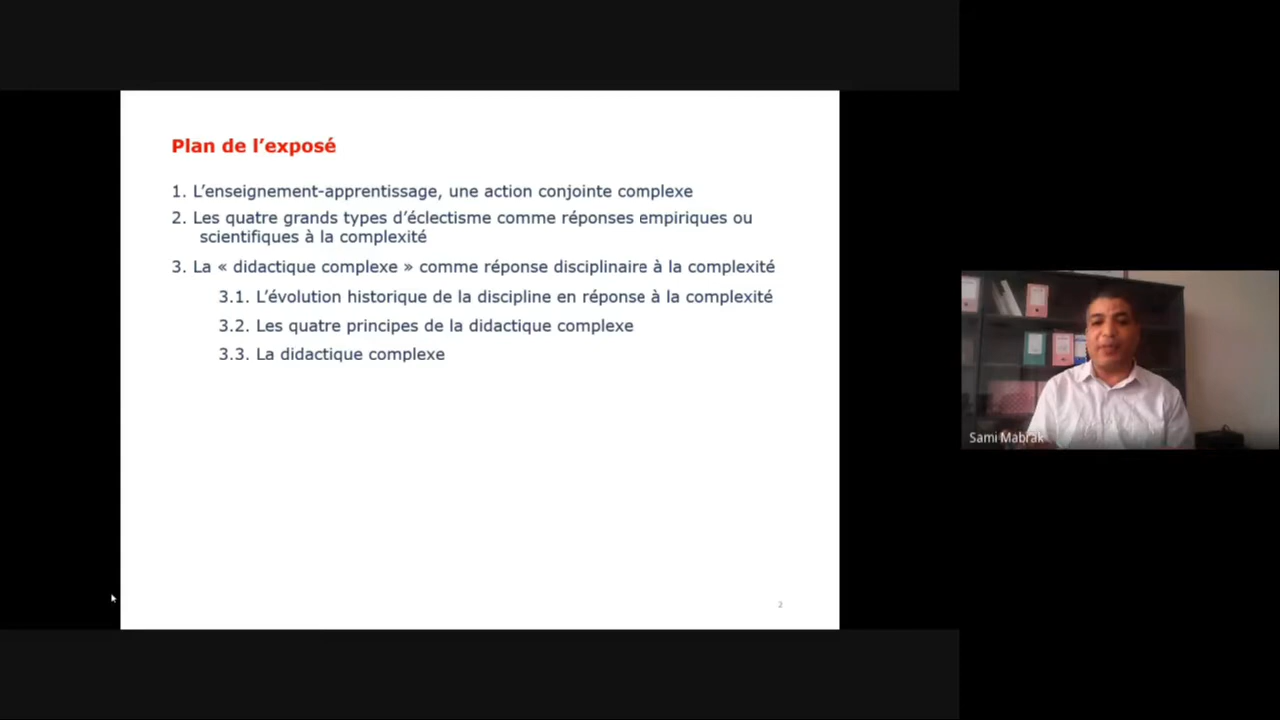 Plan de l’exposé
1. L’enseignement-apprentissage, une action conjointe complexe
2. Les quatre grands types d’éclectisme comme réponses empiriques ou
scientifiques à la complexité
3. La « didactique complexe » comme réponse disciplinaire à la complexité
3.1. L’évolution historique de la discipline en réponse à la complexité
3.2. Les quatre principes de la didactique complexe
3.3. La didactique complexe
2
Sami Mabrak